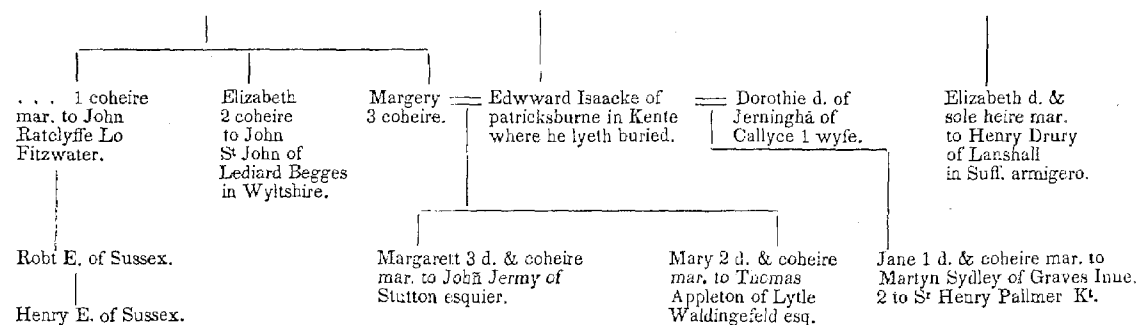 . . . 1 coheire
mar. to John
Ratclyffe Lo
Fitzwater.
Elizabeth
2 coheire
to John
Sᵗ John of
Lediard Begges
in Wyltshire.
Margery
3 coheire.
Edwward Isaacke of
patricksburne in Kente
where he lyeth buried.
Dorothie d. of
Jerninghā of
Callyce 1 wyfe.
Elizabeth d. &
sole heire mar.
to Henry Drury
of Lanshall
in Suff. armigero.
Robt E. of Sussex.
Henry E. of Sussex.
Margarett 3 d. & coheire
mar. to John̄ Jermy of
Stutton esquier.
Mary 2 d. & coheire
mar. to Thomas
Appleton of Lytle
Waldingefeld esq.
Jane 1 d. & coheire mar. to
Martyn Sydley of Graves Inne.
2 to Sʳ Henry Pallmer Kᵗ.